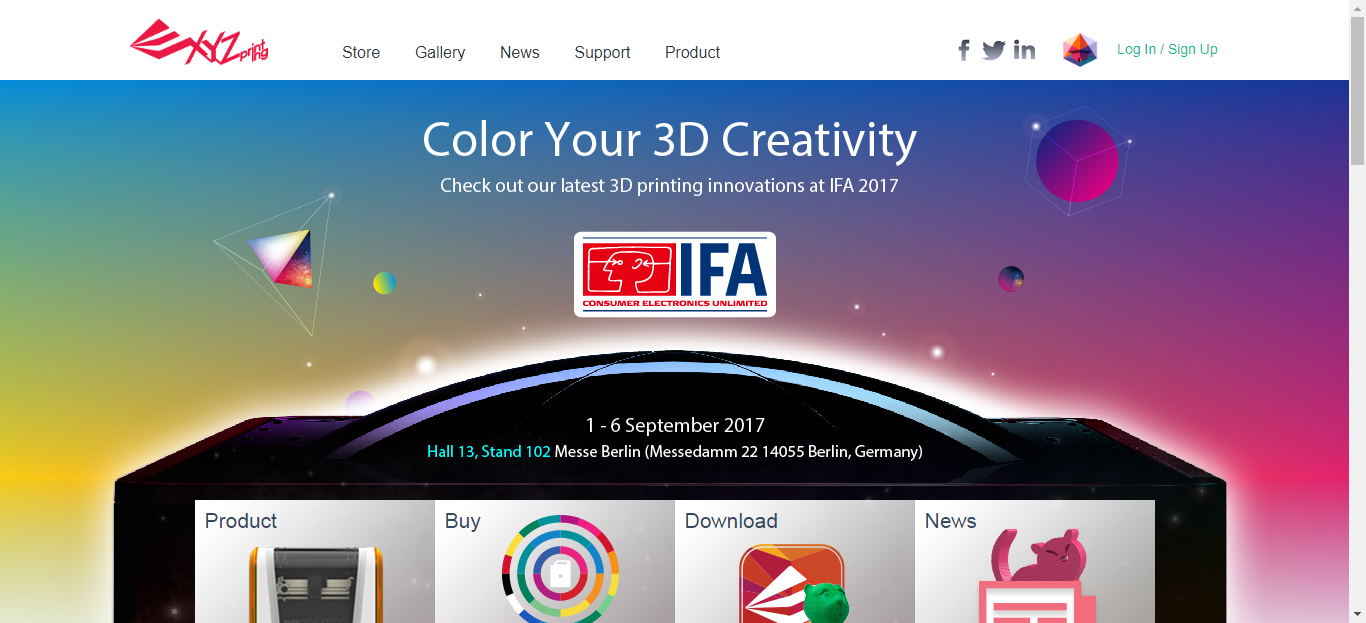 XYZprinting
Store Gallery News Support Product
Log In / Sign Up
Color Your 3D Creativity
Check out our latest 3D printing innovations at IFA 2017
IFA
CONSUMER ELECTRONICS UNLIMITED
1 - 6 September 2017
Hall 13, Stand 102 Messe Berlin (Messedamm 22 14055 Berlin, Germany)
Product Buy Download News